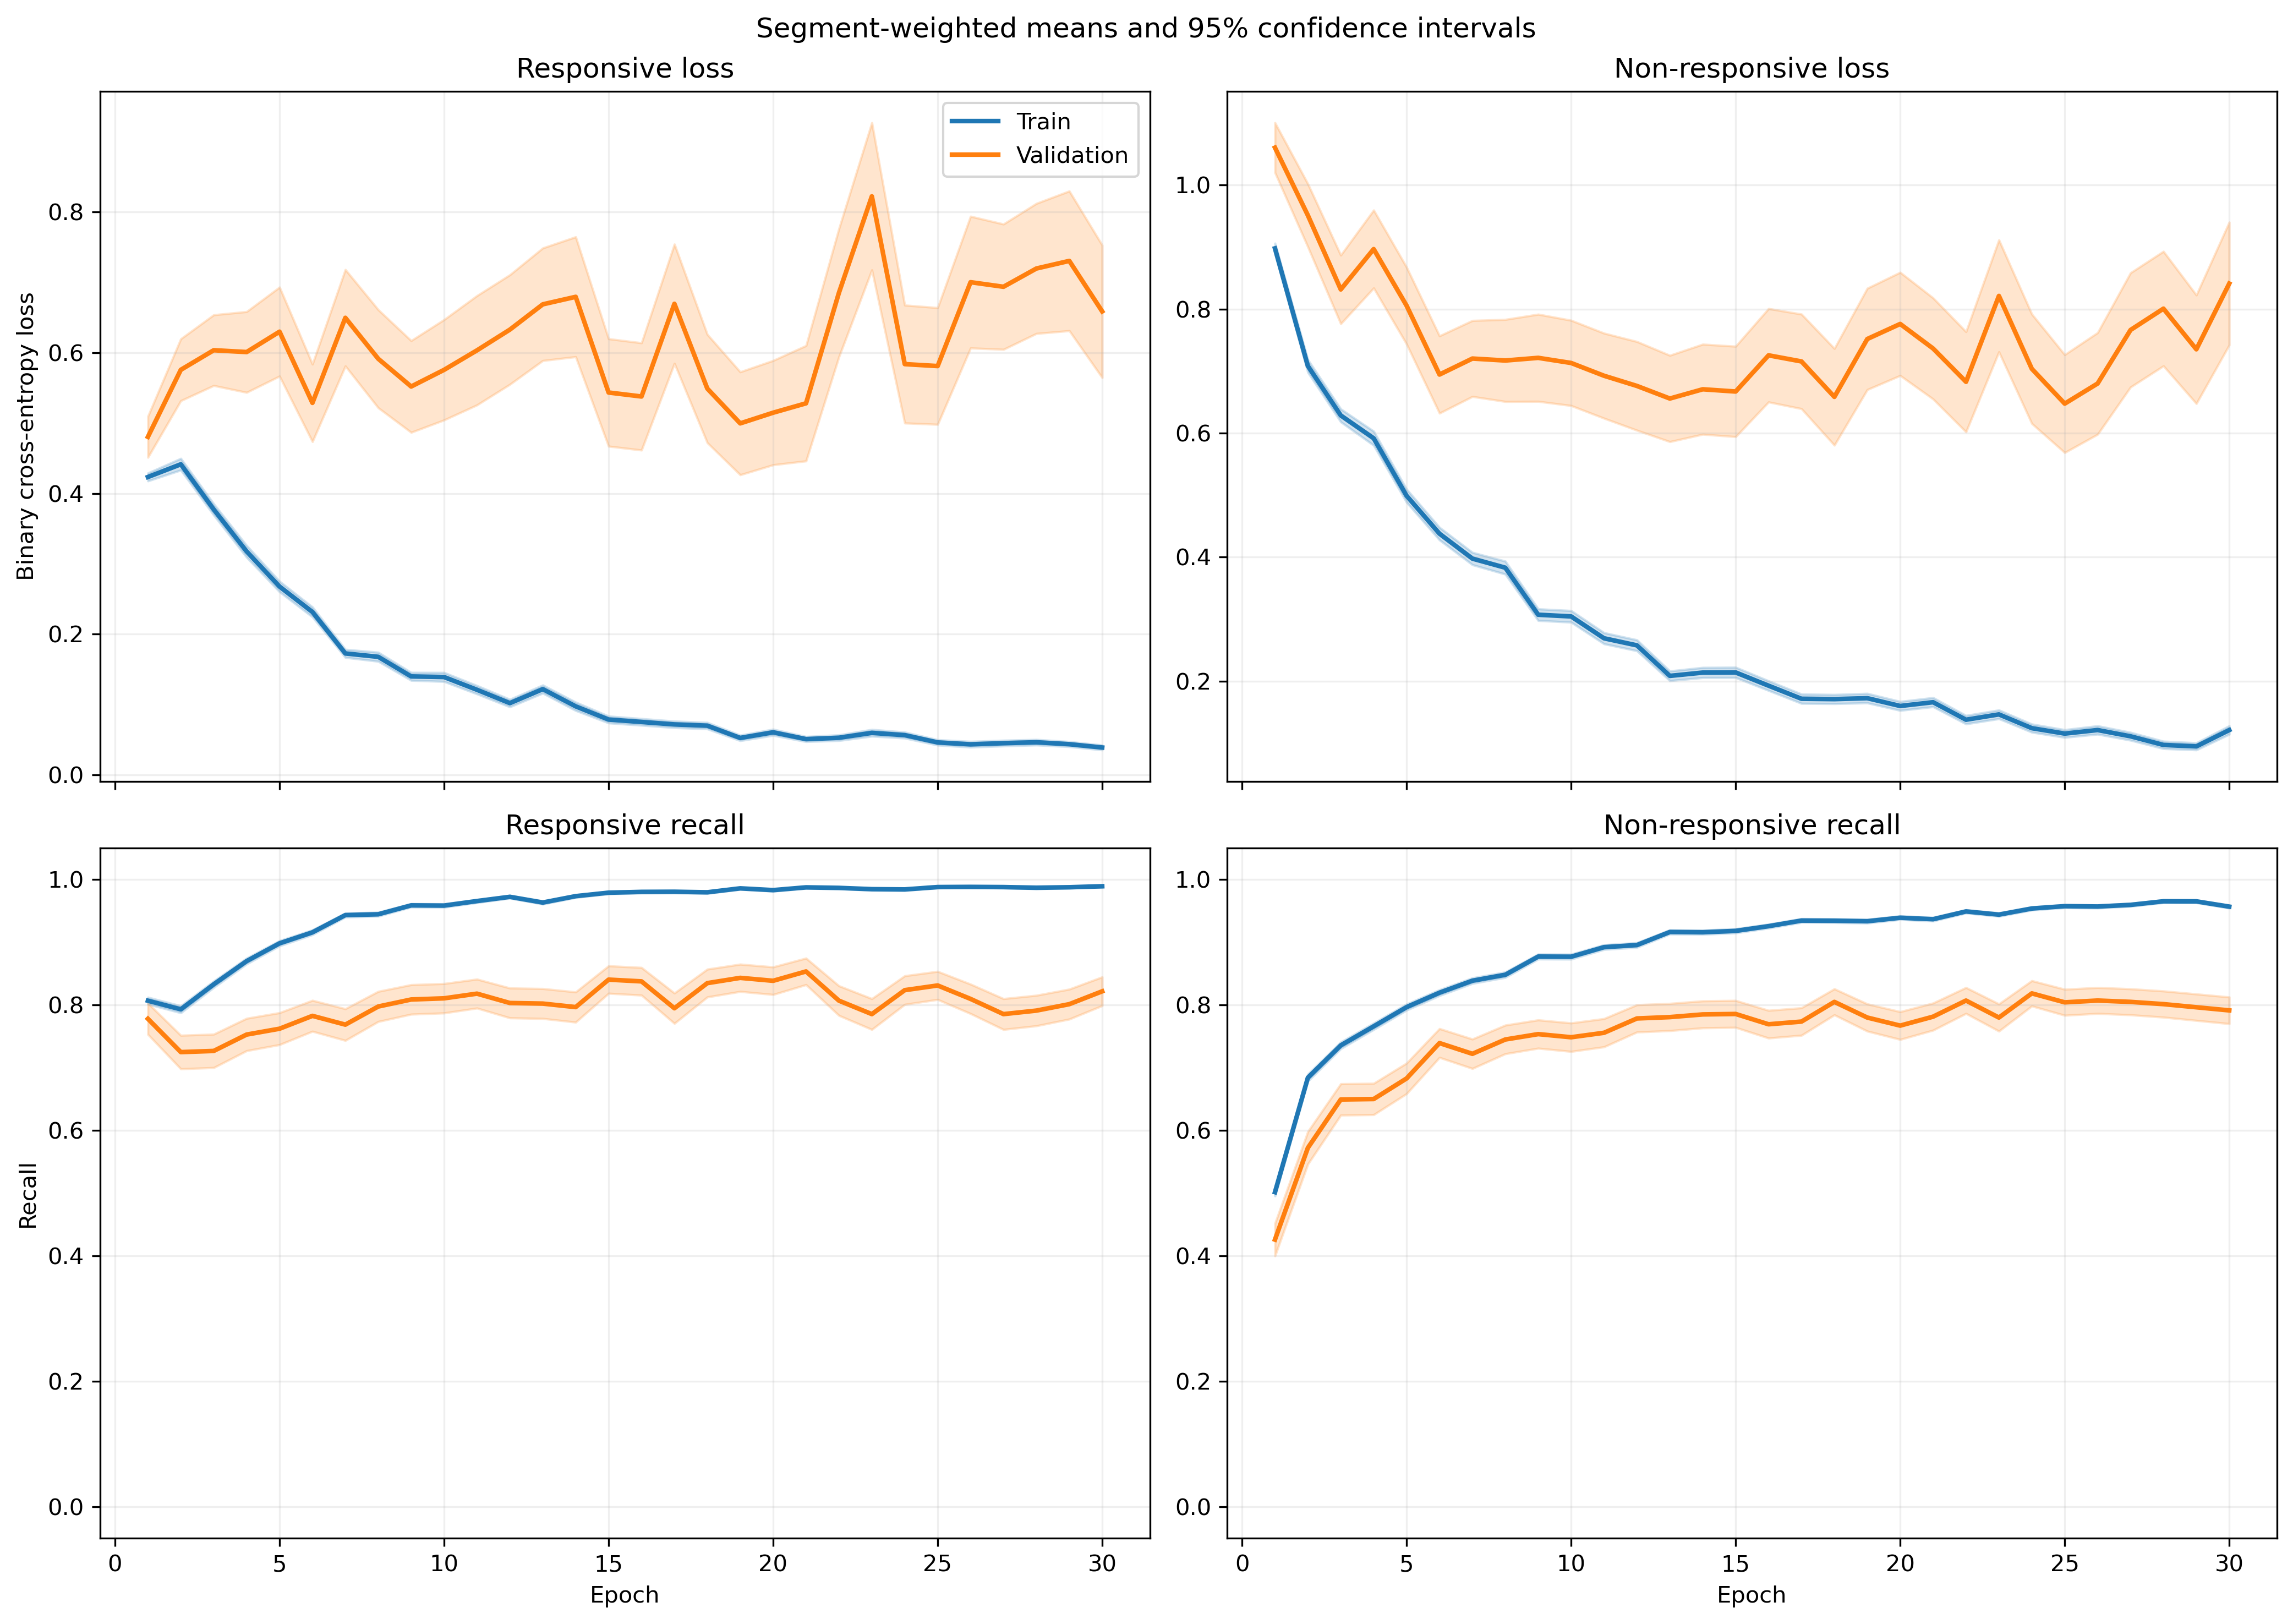 Segment-weighted means and 95% confidence intervals
Responsive loss
Non-responsive loss
Train
Validation
Binary cross-entropy loss
0.8
0.6
0.4
0.2
0.0
1.0
0.8
0.6
0.4
0.2
Responsive recall
Non-responsive recall
Recall
1.0
0.8
0.6
0.4
0.2
0.0
0 5 10 15 20 25 30
Epoch
1.0
0.8
0.6
0.4
0.2
0.0
0 5 10 15 20 25 30
Epoch